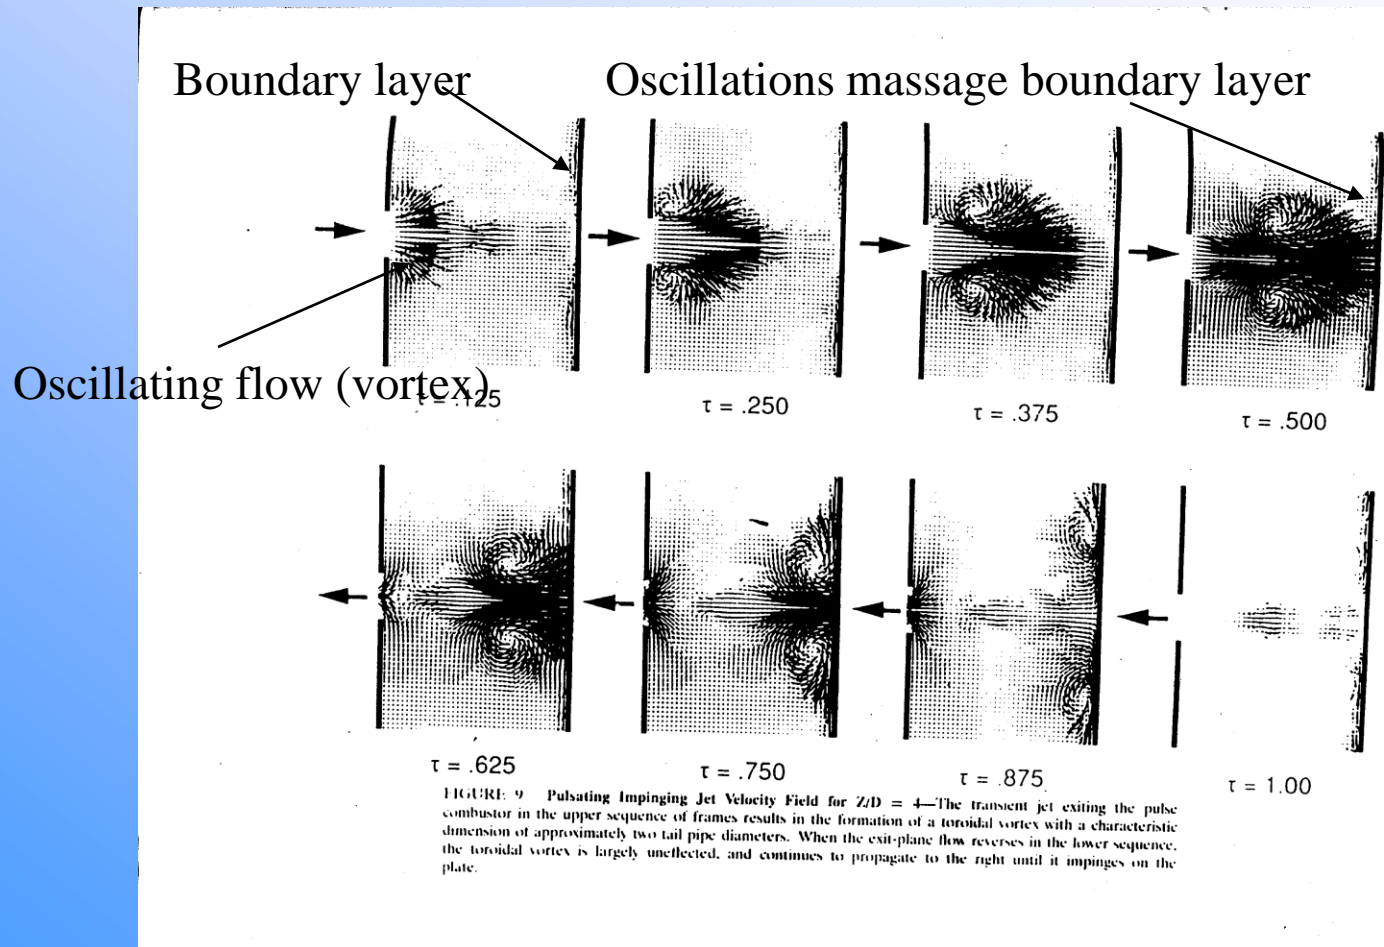 Boundary layer
Oscillations massage boundary layer
Oscillating flow (vortex)
τ = .125
τ = .250
τ = .375
τ = .500
τ = .625
τ = .750
τ = .875
τ = 1.00
FIGURE 9 Pulsating Impinging Jet Velocity Field for Z/D = 4—The transient jet exiting the pulse
combustor in the upper sequence of frames results in the formation of a toroidal vortex with a characteristic
dimension of approximately two tail pipe diameters. When the exit-plane flow reverses in the lower sequence,
the toroidal vortex is largely uneflected, and continues to propagate to the right until it impinges on the
plate.